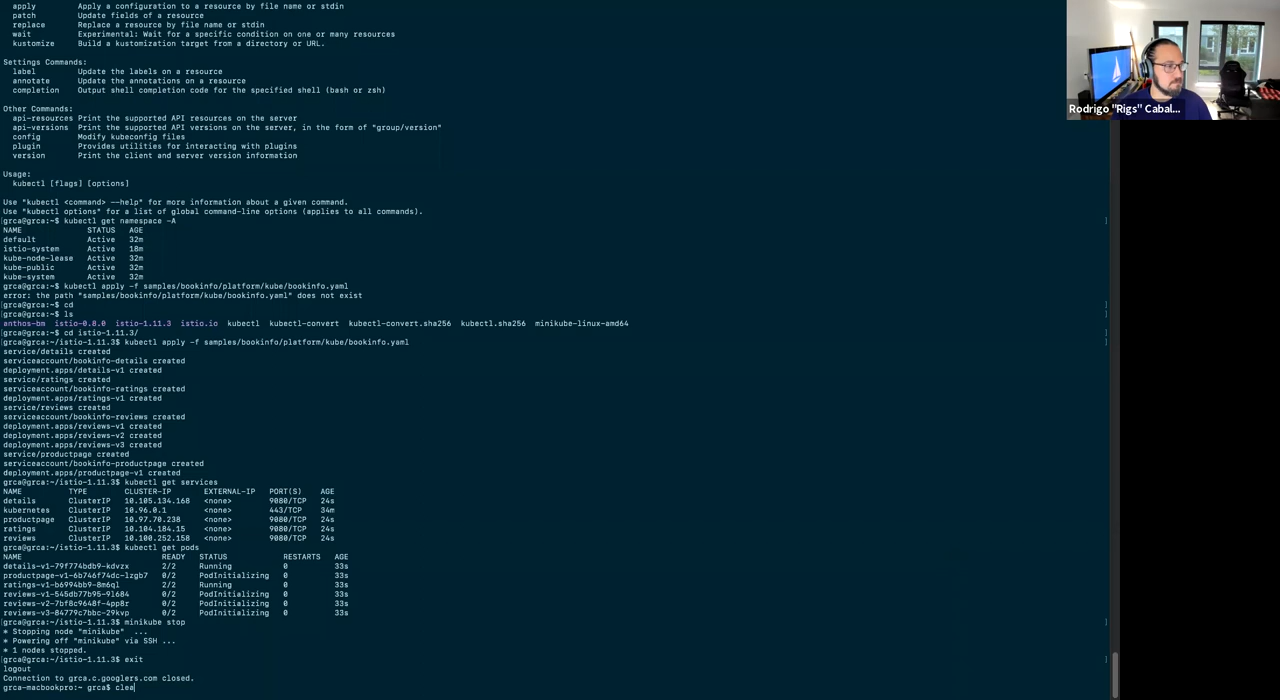 apply Apply a configuration to a resource by file name or stdin
patch Update fields of a resource
replace Replace a resource by file name or stdin
wait Experimental: Wait for a specific condition on one or many resources
kustomize Build a kustomization target from a directory or URL.
Settings Commands:
label Update the labels on a resource
annotate Update the annotations on a resource
completion Output shell completion code for the specified shell (bash or zsh)
Other Commands:
api-resources Print the supported API resources on the server
api-versions Print the supported API versions on the server, in the form of "group/version"
config Modify kubeconfig files
plugin Provides utilities for interacting with plugins
version Print the client and server version information
Usage:
kubectl [flags] [options]
Use "kubectl <command> --help" for more information about a given command.
Use "kubectl options" for a list of global command-line options (applies to all commands).
[grca@grca:~$ kubectl get namespace -A ]
NAME STATUS AGE
default Active 32m
istio-system Active 18m
kube-node-lease Active 32m
kube-public Active 32m
kube-system Active 32m
grca@grca:~$ kubectl apply -f samples/bookinfo/platform/kube/bookinfo.yaml
error: the path "samples/bookinfo/platform/kube/bookinfo.yaml" does not exist
[grca@grca:~$ cd ]
[grca@grca:~$ ls ]
anthos-bm istio-0.8.0 istio-1.11.3 istio.io kubectl kubectl-convert kubectl-convert.sha256 kubectl.sha256 minikube-linux-amd64
[grca@grca:~$ cd istio-1.11.3/ ]
[grca@grca:~/istio-1.11.3$ kubectl apply -f samples/bookinfo/platform/kube/bookinfo.yaml ]
service/details created
serviceaccount/bookinfo-details created
deployment.apps/details-v1 created
service/ratings created
serviceaccount/bookinfo-ratings created
deployment.apps/ratings-v1 created
service/reviews created
serviceaccount/bookinfo-reviews created
deployment.apps/reviews-v1 created
deployment.apps/reviews-v2 created
deployment.apps/reviews-v3 created
service/productpage created
serviceaccount/bookinfo-productpage created
deployment.apps/productpage-v1 created
grca@grca:~/istio-1.11.3$ kubectl get services
NAME TYPE CLUSTER-IP EXTERNAL-IP PORT(S) AGE
details ClusterIP 10.105.134.168 <none> 9080/TCP 24s
kubernetes ClusterIP 10.96.0.1 <none> 443/TCP 34m
productpage ClusterIP 10.97.70.238 <none> 9080/TCP 24s
ratings ClusterIP 10.104.184.15 <none> 9080/TCP 24s
reviews ClusterIP 10.100.252.158 <none> 9080/TCP 24s
grca@grca:~/istio-1.11.3$ kubectl get pods
NAME READY STATUS RESTARTS AGE
details-v1-79f774bdb9-kdvzx 2/2 Running 0 33s
productpage-v1-6b746f74dc-lzgb7 0/2 PodInitializing 0 33s
ratings-v1-b6994bb9-8m6ql 2/2 Running 0 33s
reviews-v1-545db77b95-9l684 0/2 PodInitializing 0 33s
reviews-v2-7bf8c9648f-4pp8r 0/2 PodInitializing 0 33s
reviews-v3-84779c7bbc-29kvp 0/2 PodInitializing 0 33s
[grca@grca:~/istio-1.11.3$ minikube stop ]
* Stopping node "minikube" ...
* Powering off "minikube" via SSH ...
* 1 nodes stopped.
[grca@grca:~/istio-1.11.3$ exit ]
logout
Connection to grca.c.googlers.com closed.
grca-macbookpro:~ grca$ clea
Rodrigo "Rigs" Cabal...